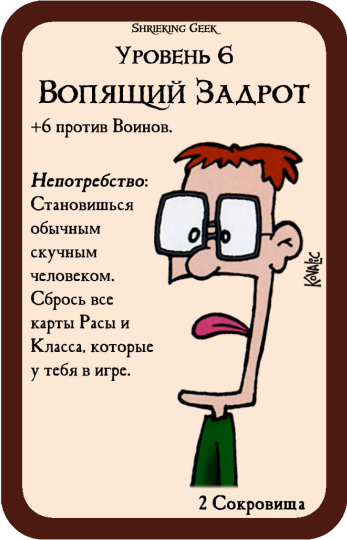 Shrieking Geek
Уровень 6
Вопящий Задрот
+6 против Воинов.
Непотребство:
Становишься
обычным
скучным
человеком.
Сбрось все
карты Расы и
Класса, которые
у тебя в игре.
Kovalic
2 Сокровища